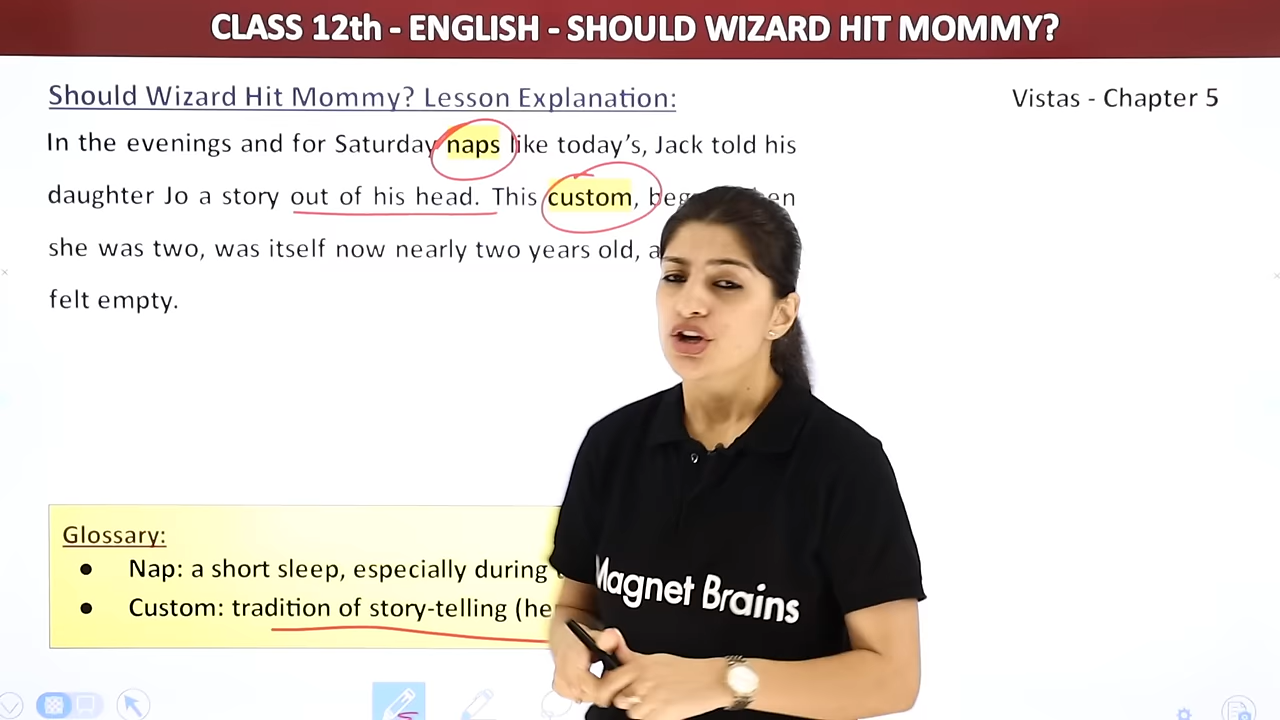 CLASS 12th - ENGLISH - SHOULD WIZARD HIT MOMMY?
Should Wizard Hit Mommy? Lesson Explanation:
Vistas - Chapter 5
In the evenings and for Saturday naps like today's, Jack told his
daughter Jo a story out of his head. This custom,
she was two, was itself now nearly two years old,
felt empty.
Glossary:
● Nap: a short sleep, especially during
● Custom: tradition of story-telling
Magnet Brains